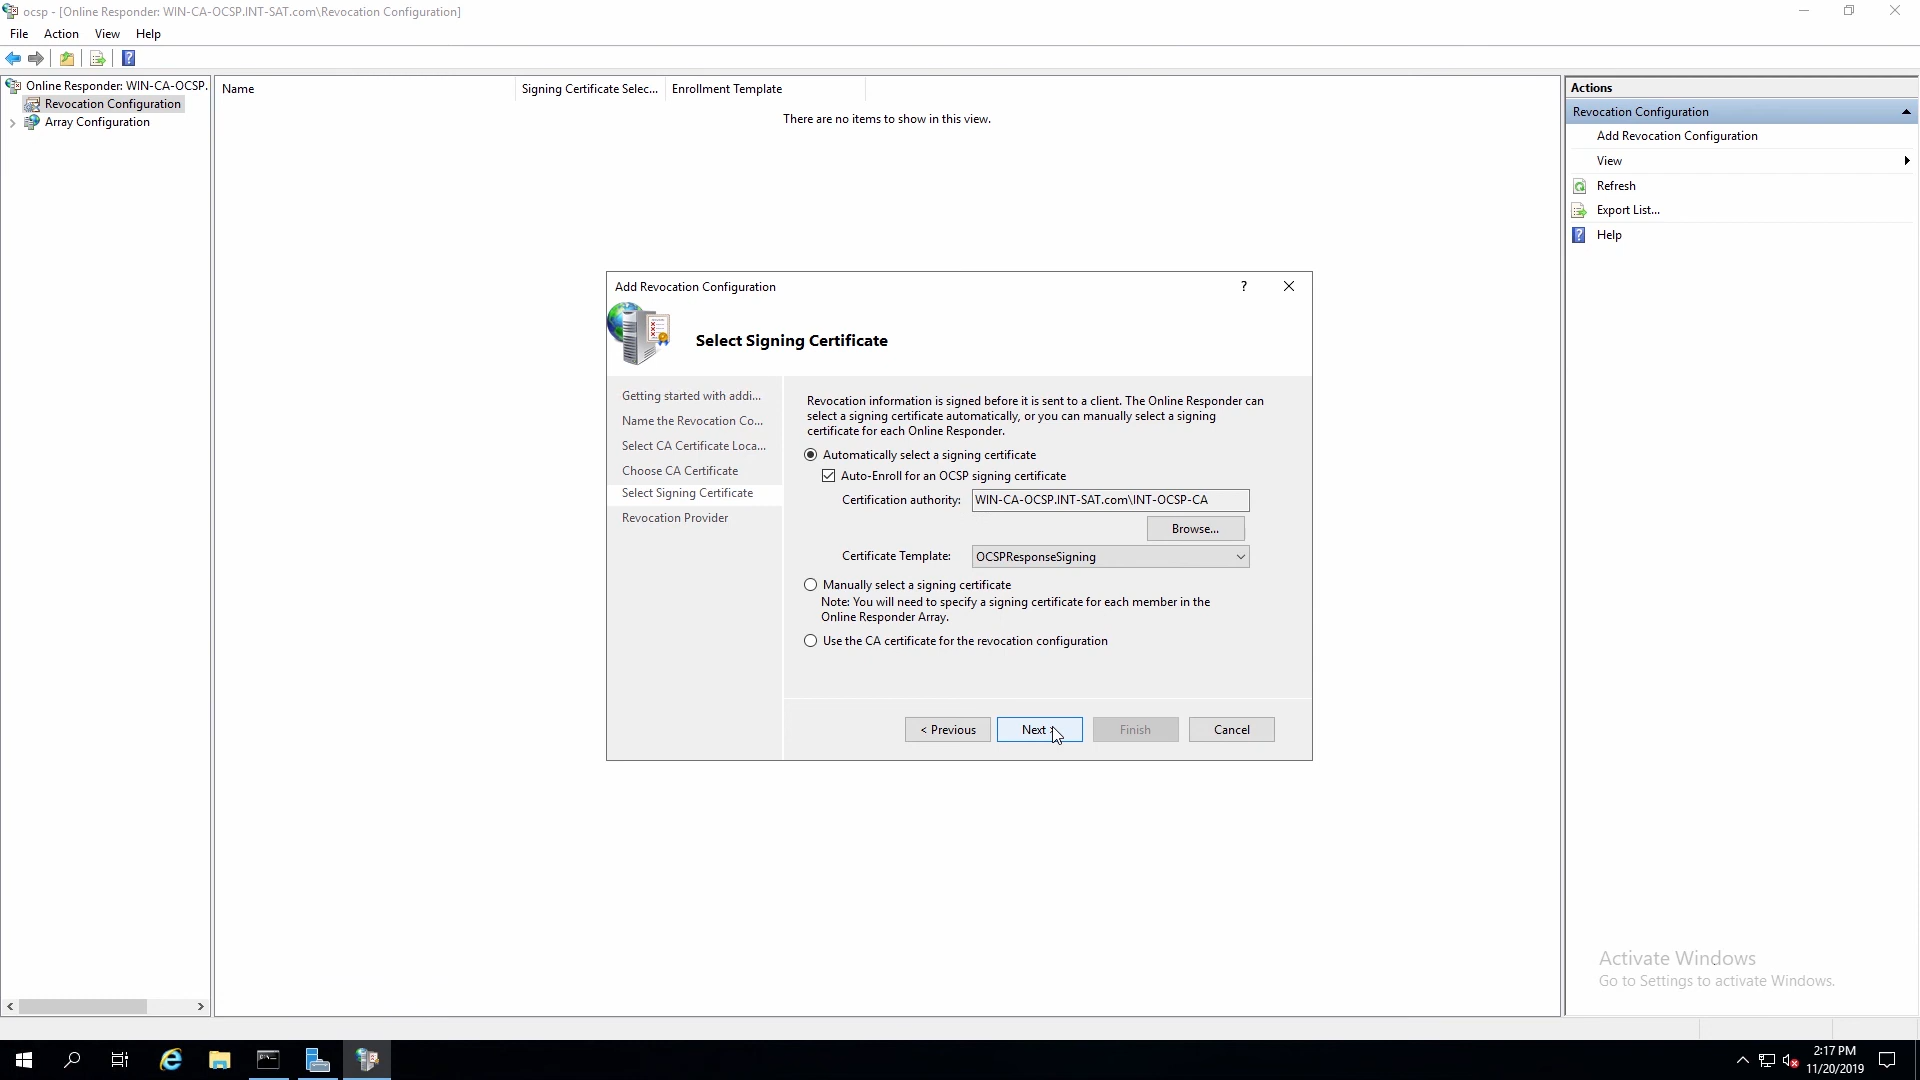 ocsp - [Online Responder: WIN-CA-OCSP.INT-SAT.com\Revocation Configuration]
File Action View Help
Online Responder: WIN-CA-OCSP.
Revocation Configuration
Array Configuration
Name Signing Certificate Selec... Enrollment Template
There are no items to show in this view.
Actions
Revocation Configuration
Add Revocation Configuration
View
Refresh
Export List...
Help
Add Revocation Configuration
?
Select Signing Certificate
Getting started with addi...
Name the Revocation Co...
Select CA Certificate Loca...
Choose CA Certificate
Select Signing Certificate
Revocation Provider
Revocation information is signed before it is sent to a client. The Online Responder can
select a signing certificate automatically, or you can manually select a signing
certificate for each Online Responder.
Automatically select a signing certificate
Auto-Enroll for an OCSP signing certificate
Certification authority: WIN-CA-OCSP.INT-SAT.com\INT-OCSP-CA
Browse...
Certificate Template: OCSPResponseSigning
Manually select a signing certificate
Note: You will need to specify a signing certificate for each member in the
Online Responder Array.
Use the CA certificate for the revocation configuration
< Previous Next Finish Cancel
Activate Windows
Go to Settings to activate Windows.
2:17 PM
11/20/2019